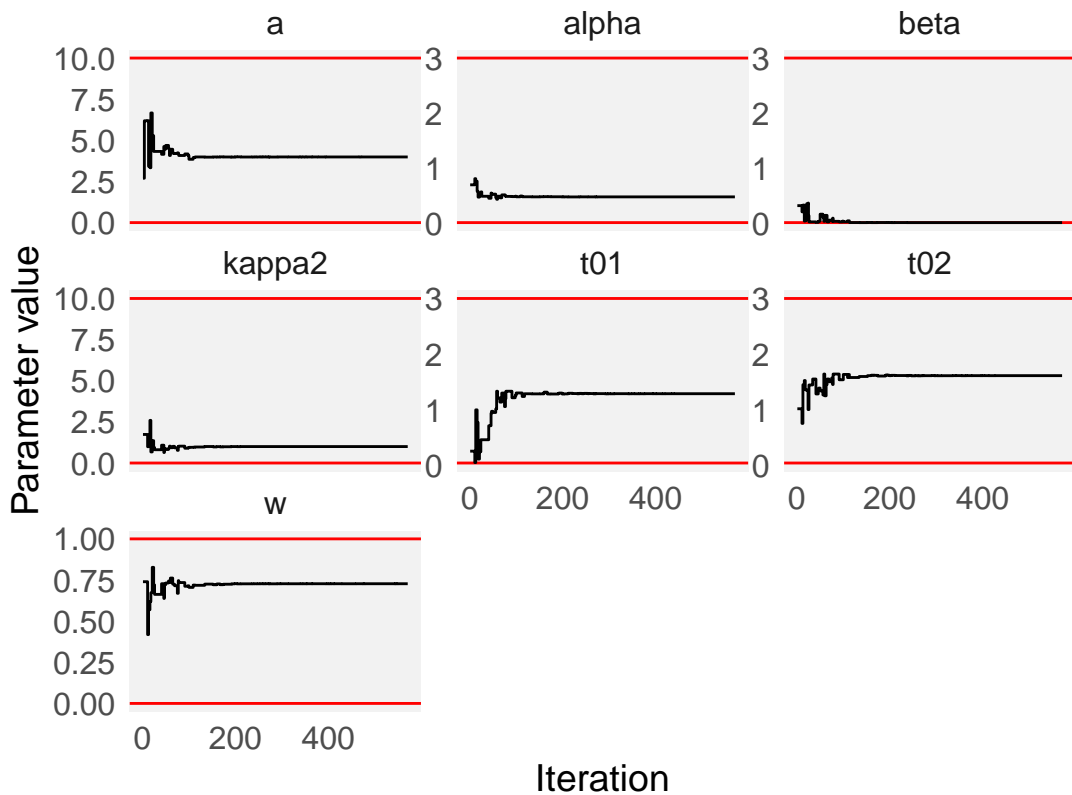 a alpha beta
10.0 3 3
7.5 2 2
5.0
2.5 1 1
0.0 0 0
kappa2 t01 t02
10.0 3 3
7.5 2 2
5.0
2.5 1 1
0.0 0 0
0 200 400 0 200 400
w
1.00
0.75
0.50
0.25
0.00
0 200 400
Parameter value
Iteration